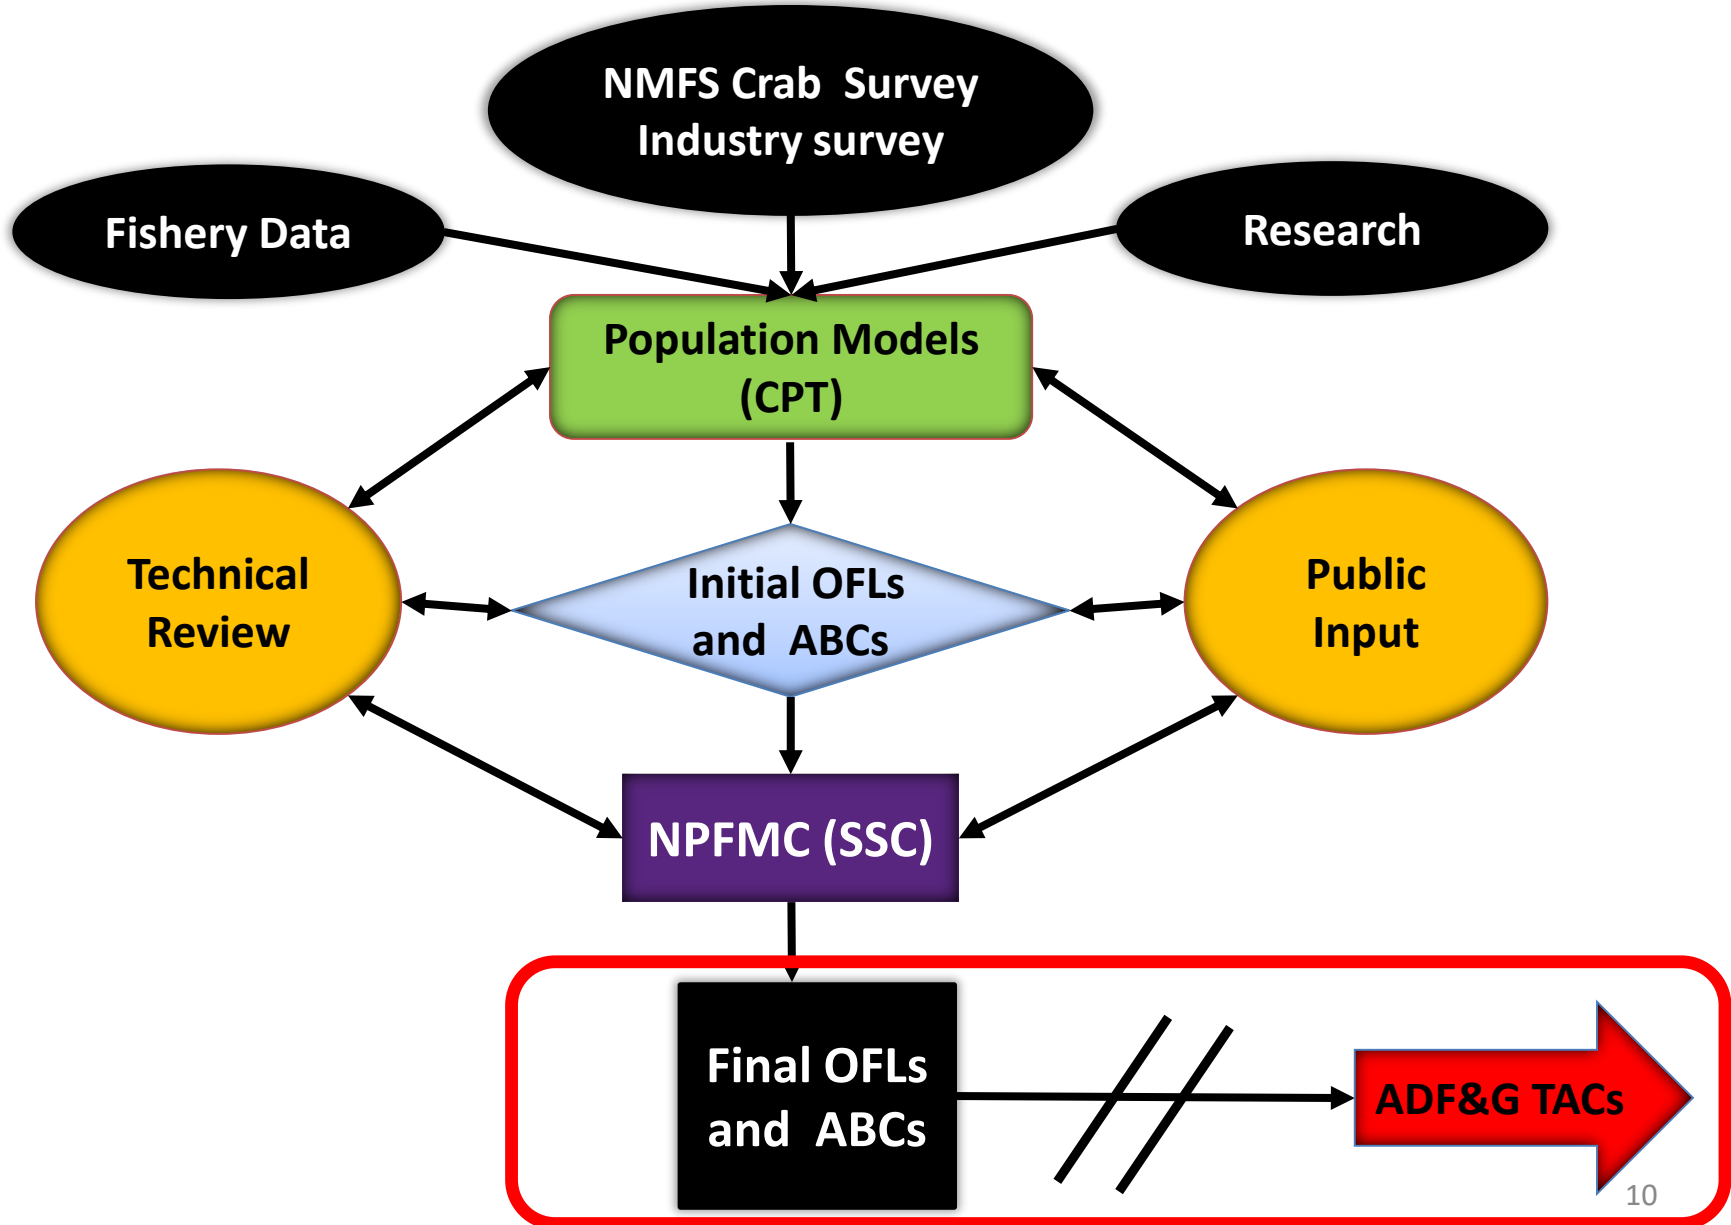 NMFS Crab  Survey
Industry survey
Fishery Data
Research
Population Models
(CPT)
Technical
Review
Initial OFLs
and  ABCs
Public
Input
NPFMC (SSC)
Final OFLs
and  ABCs
ADF&G TACs
10